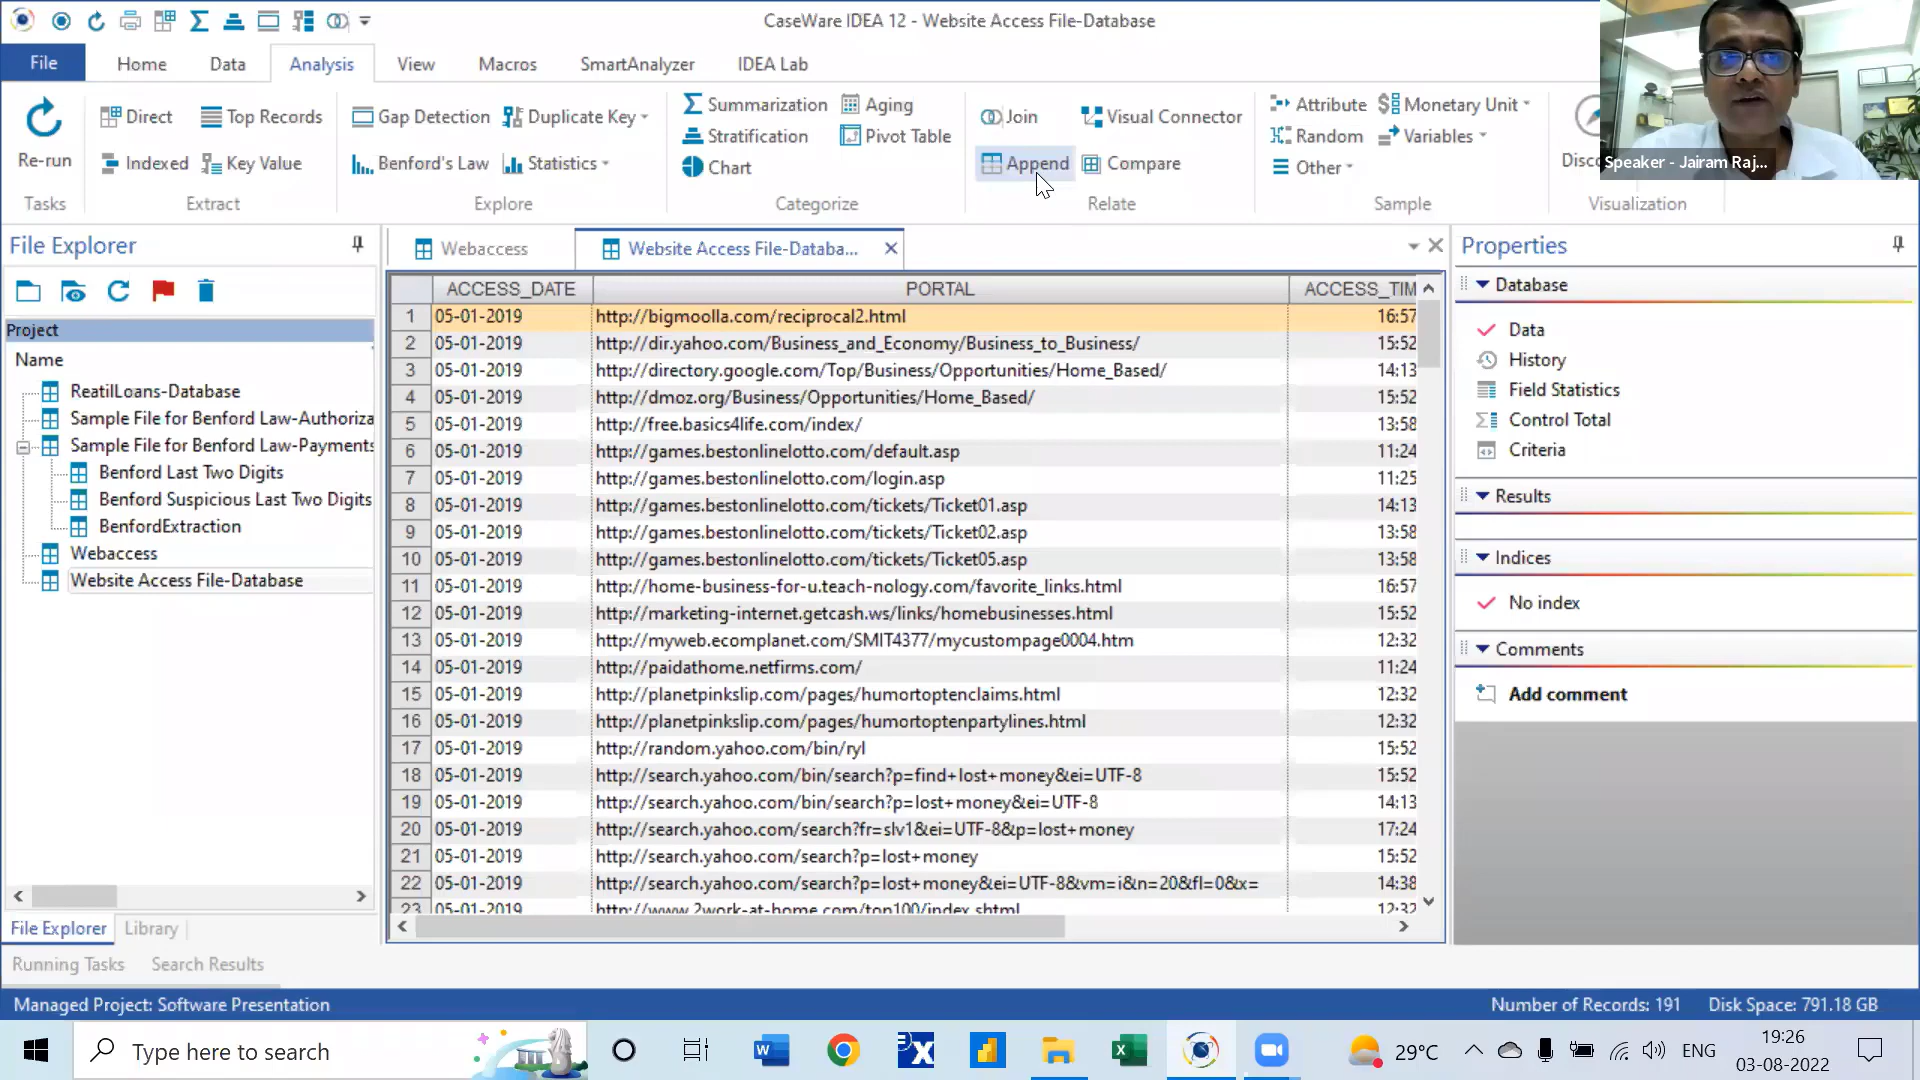 CaseWare IDEA 12 - Website Access File-Database
File Home Data Analysis View Macros SmartAnalyzer IDEA Lab
Re-run
Tasks
Direct Top Records
Indexed Key Value
Extract
Gap Detection Duplicate Key
Benford's Law Statistics
Explore
Summarization Aging
Stratification Pivot Table
Chart
Categorize
Join Visual Connector
Append Compare
Relate
Attribute Monetary Unit
Random Variables
Other
Sample
Disc
Visualization
Speaker - Jairam Raj...
File Explorer
Project
Name
ReatilLoans-Database
Sample File for Benford Law-Authoriza
Sample File for Benford Law-Payments
Benford Last Two Digits
Benford Suspicious Last Two Digits
BenfordExtraction
Webaccess
Website Access File-Database
File Explorer Library
Running Tasks Search Results
Webaccess Website Access File-Databa...
ACCESS_DATE PORTAL ACCESS_TIM
1 05-01-2019 http://bigmoolla.com/reciprocal2.html 16:57
2 05-01-2019 http://dir.yahoo.com/Business_and_Economy/Business_to_Business/ 15:52
3 05-01-2019 http://directory.google.com/Top/Business/Opportunities/Home_Based/ 14:13
4 05-01-2019 http://dmoz.org/Business/Opportunities/Home_Based/ 15:52
5 05-01-2019 http://free.basics4life.com/index/ 13:58
6 05-01-2019 http://games.bestonlinelotto.com/default.asp 11:24
7 05-01-2019 http://games.bestonlinelotto.com/login.asp 11:25
8 05-01-2019 http://games.bestonlinelotto.com/tickets/Ticket01.asp 14:13
9 05-01-2019 http://games.bestonlinelotto.com/tickets/Ticket02.asp 13:58
10 05-01-2019 http://games.bestonlinelotto.com/tickets/Ticket05.asp 13:58
11 05-01-2019 http://home-business-for-u.teach-nology.com/favorite_links.html 16:57
12 05-01-2019 http://marketing-internet.getcash.ws/links/homebusinesses.html 15:52
13 05-01-2019 http://myweb.ecomplanet.com/SMIT4377/mycustompage0004.htm 12:32
14 05-01-2019 http://paidathome.netfirms.com/ 11:24
15 05-01-2019 http://planetpinkslip.com/pages/humortoptenclaims.html 12:32
16 05-01-2019 http://planetpinkslip.com/pages/humortoptenpartylines.html 12:32
17 05-01-2019 http://random.yahoo.com/bin/ryl 15:52
18 05-01-2019 http://search.yahoo.com/bin/search?p=find+lost+money&ei=UTF-8 15:52
19 05-01-2019 http://search.yahoo.com/bin/search?p=lost+money&ei=UTF-8 14:13
20 05-01-2019 http://search.yahoo.com/search?fr=slv1&ei=UTF-8&p=lost+money 17:24
21 05-01-2019 http://search.yahoo.com/search?p=lost+money 15:52
22 05-01-2019 http://search.yahoo.com/search?p=lost+money&ei=UTF-8&vm=i&n=20&fl=0&x= 14:38
23 05-01-2019 http://www.2work-at-home.com/top100/index.shtml 12:32
Properties
Database
Data
History
Field Statistics
Control Total
Criteria
Results
Indices
No index
Comments
Add comment
Managed Project: Software Presentation Number of Records: 191 Disk Space: 791.18 GB
Type here to search
29°C ENG 19:26
03-08-2022